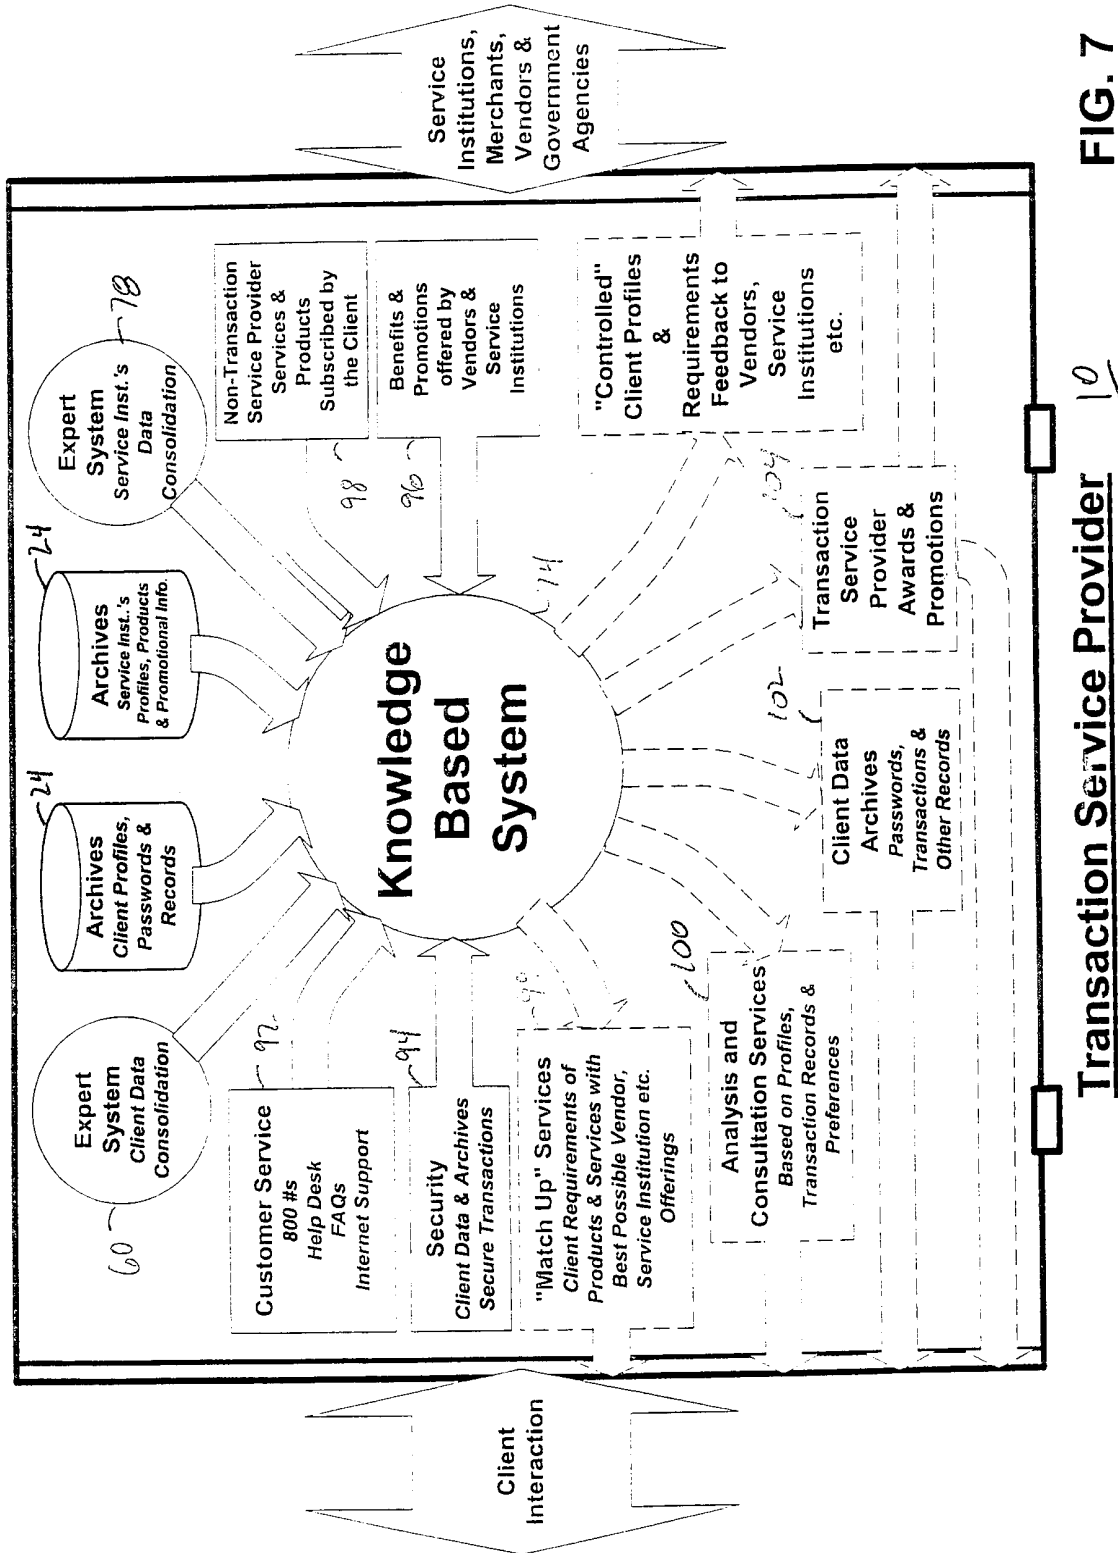 Client
Interaction
60
Expert
System
Client Data
Consolidation
24
Archives
Client Profiles,
Passwords &
Records
24
Archives
Service Inst..'s
Profiles, Products
& Promotional Info.
78
Expert
System
Service Inst.'s
Data
Consolidation
92
Customer Service
800 #s
Help Desk
FAQs
Internet Support
94
Security
Client Data & Archives
Secure Transactions
Knowledge
Based
System
98
Non-Transaction
Service Provider
Services &
Products
Subscribed by
the Client
96
Benefits &
Promotions
offered by
Vendors &
Service
Institutions
"Match Up" Services
Client Requirements of
Products & Services with
Best Possible Vendor,
Service Institution etc.
Offerings
100
Analysis and
Consultation Services
Based on Profiles,
Transaction Records &
Preferences
102
Client Data
Archives
Passwords,
Transactions &
Other Records
104
Transaction
Service
Provider
Awards &
Promotions
"Controlled"
Client Profiles
&
Requirements
Feedback to
Vendors,
Service
Institutions
etc.
Service
Institutions,
Merchants,
Vendors &
Government
Agencies
Transaction Service Provider 10
FIG. 7